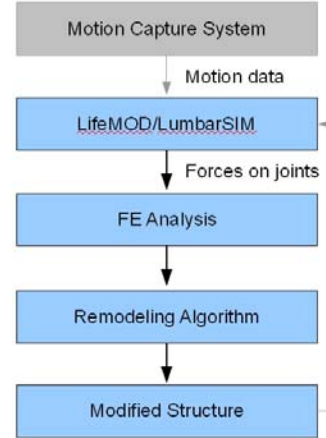 Motion Capture System
Motion data
LifeMOD/LumbarSIM
Forces on joints
FE Analysis
Remodeling Algorithm
Modified Structure